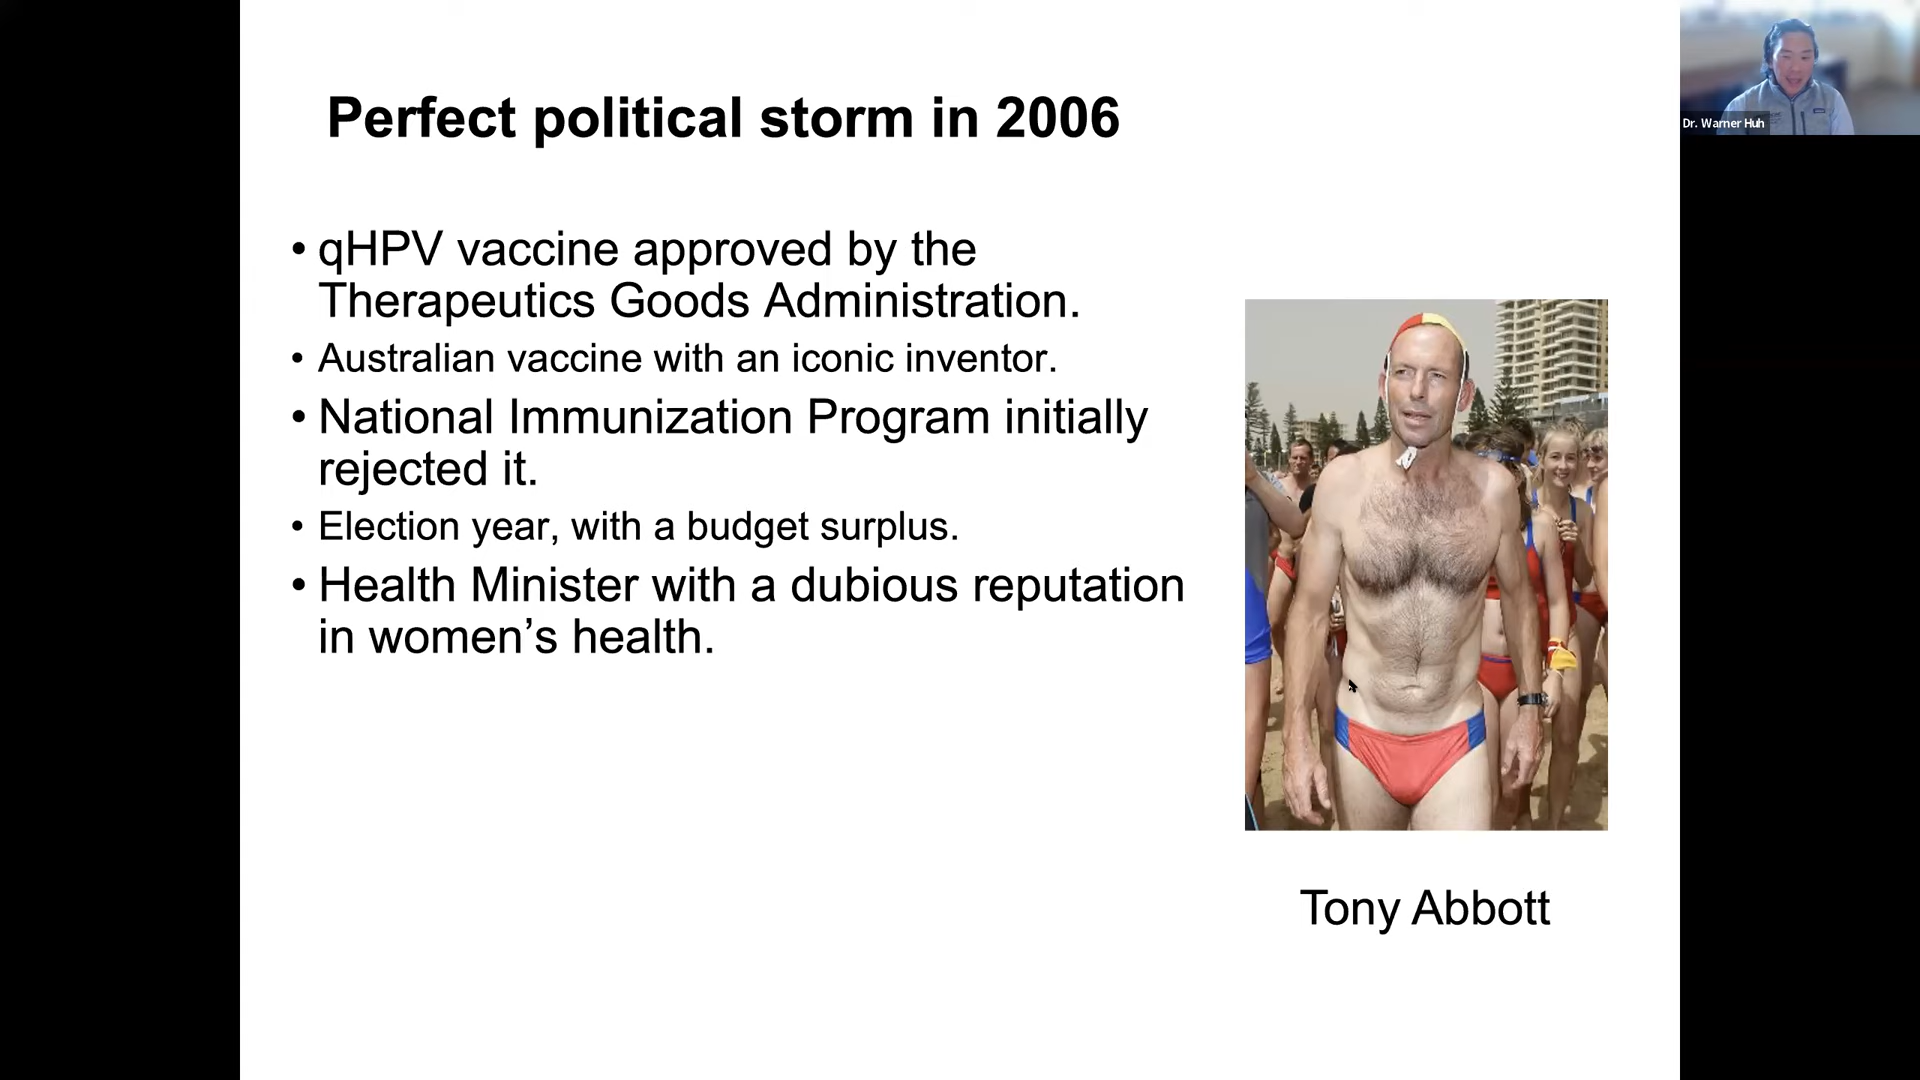 Perfect political storm in 2006
• qHPV vaccine approved by the
Therapeutics Goods Administration.
• Australian vaccine with an iconic inventor.
• National Immunization Program initially
rejected it.
• Election year, with a budget surplus.
• Health Minister with a dubious reputation
in women’s health.
Tony Abbott
Dr. Warner Huh